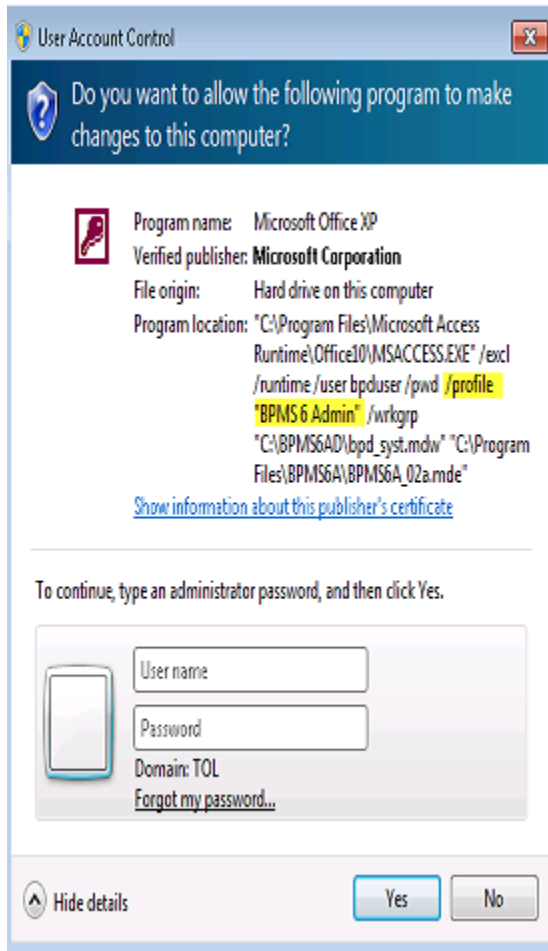 User Account Control
Do you want to allow the following program to make
changes to this computer?
Program name: Microsoft Office XP
Verified publisher: Microsoft Corporation
File origin: Hard drive on this computer
Program location: "C:\Program Files\Microsoft Access
Runtime\Office10\MSACCESS.EXE" /excl
/runtime /user bpduser /pwd /profile
"BPMS 6 Admin" /wrkgrp
"C:\BPMS6AD\bpd_syst.mdw" "C:\Program
Files\BPMS6A\BPMS6A_02a.mde"
Show information about this publisher's certificate
To continue, type an administrator password, and then click Yes.
User name
Password
Domain: TOL
Forgot my password...
Hide details
Yes
No